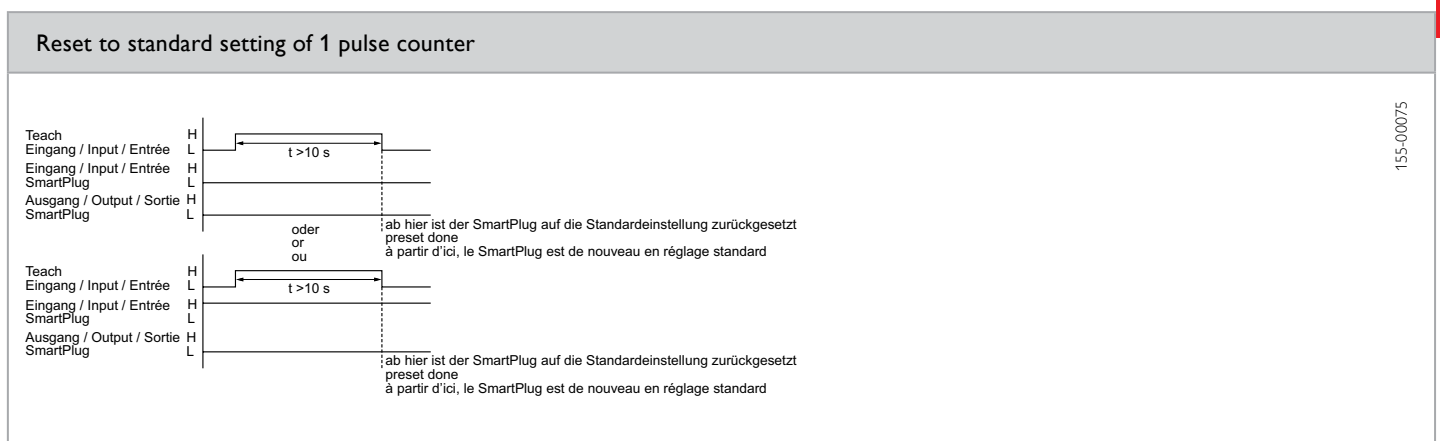 Reset to standard setting of 1 pulse counter
155-00075
Teach H
Eingang / Input / Entrée L
t >10 s
Eingang / Input / Entrée H
SmartPlug L
Ausgang / Output / Sortie H
SmartPlug L
ab hier ist der SmartPlug auf die Standardeinstellung zurückgesetzt
preset done
à partir d'ici, le SmartPlug est de nouveau en réglage standard
oder
or
ou
Teach H
Eingang / Input / Entrée L
t >10 s
Eingang / Input / Entrée H
SmartPlug L
Ausgang / Output / Sortie H
SmartPlug L
ab hier ist der SmartPlug auf die Standardeinstellung zurückgesetzt
preset done
à partir d'ici, le SmartPlug est de nouveau en réglage standard